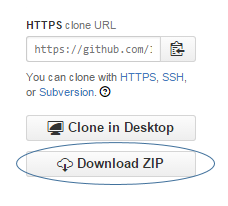 HTTPS clone URL
https://github.com/
You can clone with HTTPS, SSH,
or Subversion.
Clone in Desktop
Download ZIP